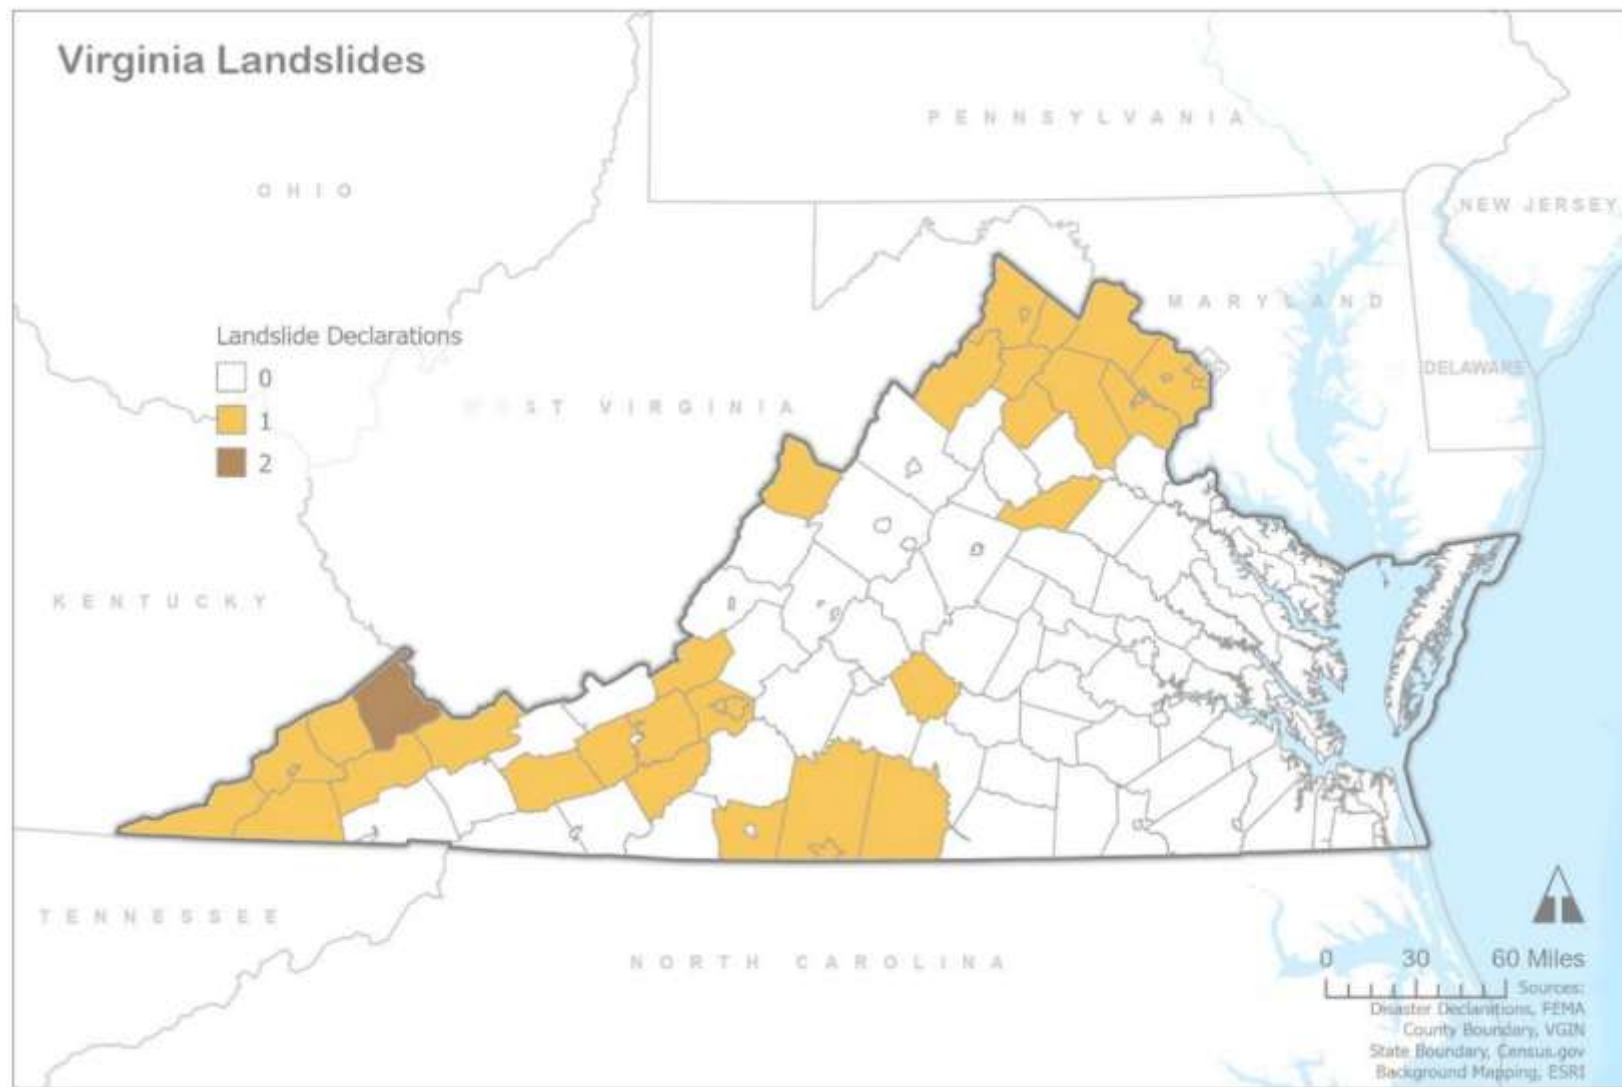 Virginia Landslides
PENNSYLVANIA
OHIO
NEW JERSEY
MARYLAND
Landslide Declarations
0
1
2
DELAWARE
WEST VIRGINIA
KENTUCKY
TENNESSEE
NORTH CAROLINA
0 30 60 Miles
Sources:
Disaster Declarations, FEMA
County Boundary, VGIN
State Boundary, Census.gov
Background Mapping, ESRI